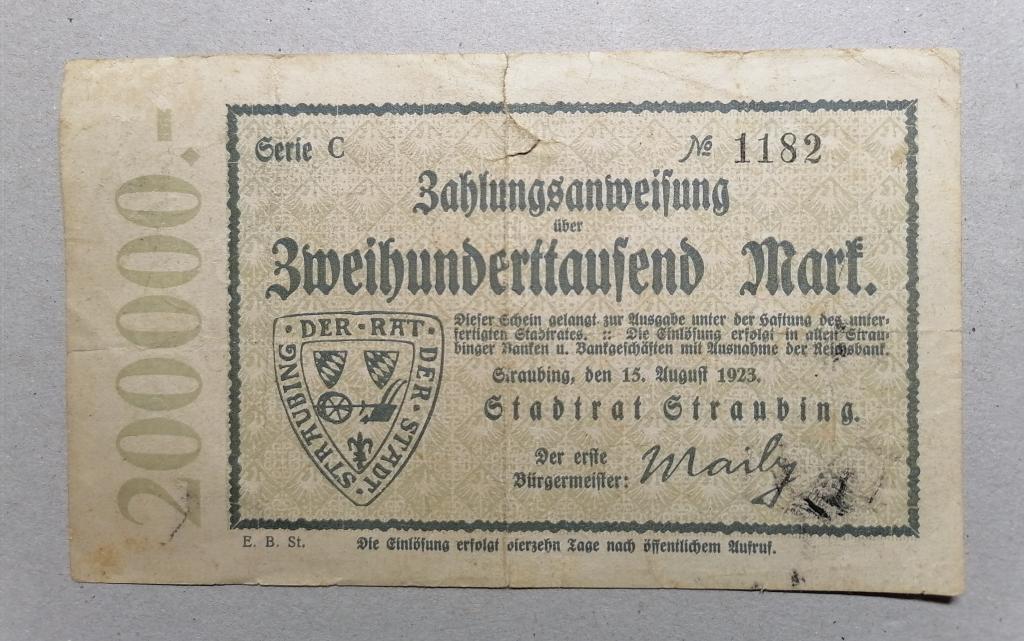 200000.-
Serie C
№ 1182
Zahlungsanweisung
über
Zweihunderttausend Mark.
Dieser Schein gelangt zur Ausgabe unter der Haftung des unter-
fertigten Stadtrates. :: Die Einlösung erfolgt in allen Strau-
binger Banken u. Bankgeschäften mit Ausnahme der Reichsbank.
Straubing, den 15. August 1923.
Stadtrat Straubing.
Der erste
Bürgermeister:
· DER · RAT · DER · STADT · STRAUBING
E. B. St.
Die Einlösung erfolgt vierzehn Tage nach öffentlichem Aufruf.